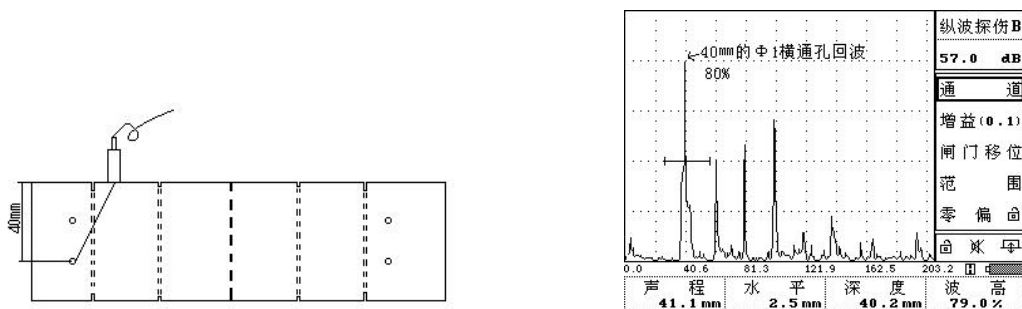 40mm
40mm的Φ1横通孔回波
80%
纵波探伤B
57.0 dB
通 道
增益(0.1)
闸门移位
范 围
零 偏
0.0 40.6 81.3 121.9 162.5 203.2
声 程 水 平 深 度 波 高
41.1mm 2.5mm 40.2mm 79.0%